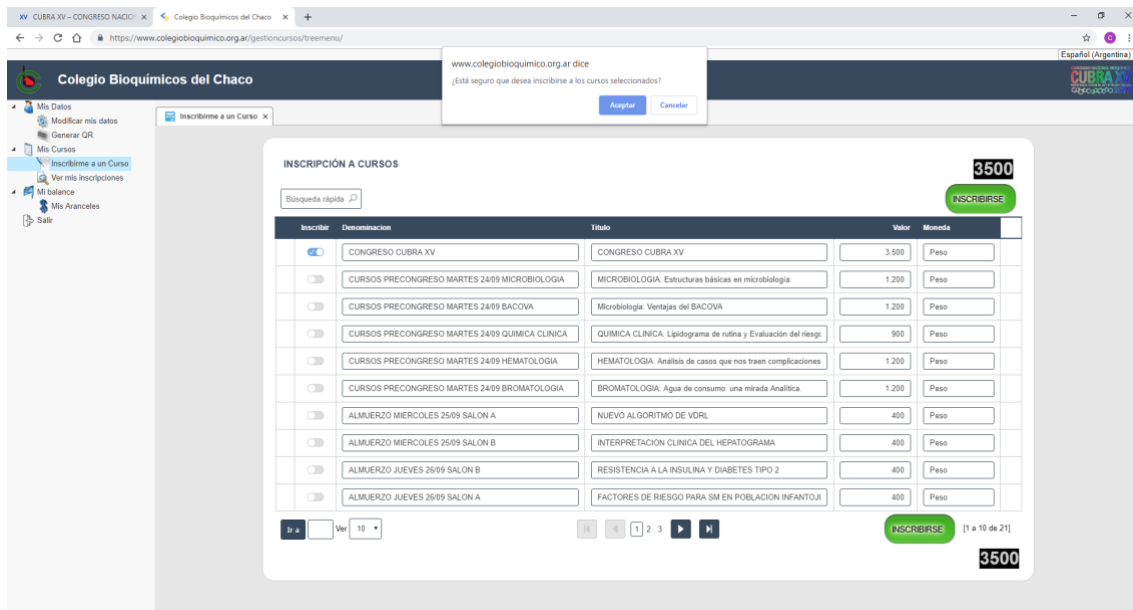 XV CUBRA XV – CONGRESO NACIO
Colegio Bioquímicos del Chaco
https://www.colegiobioquimico.org.ar/gestioncursos/treemenu/
Español (Argentina)
www.colegiobioquimico.org.ar dice
¿Está seguro que desea inscribirse a los cursos seleccionados?
Aceptar Cancelar
Colegio Bioquímicos del Chaco
CUBRA XV
Mis Datos
Modificar mis datos
Generar QR
Mis Cursos
Inscribirme a un Curso
Ver mis inscripciones
Mi balance
Mis Aranceles
Salir
Inscribirme a un Curso X
INSCRIPCIÓN A CURSOS
3500
Búsqueda rápida
INSCRIBIRSE
Inscribir Denominacion Titulo Valor Moneda
CONGRESO CUBRA XV CONGRESO CUBRA XV 3.500 Peso
CURSOS PRECONGRESO MARTES 24/09 MICROBIOLOGIA MICROBIOLOGIA: Estructuras básicas en microbiología: 1.200 Peso
CURSOS PRECONGRESO MARTES 24/09 BACOVA Microbiología: Ventajas del BACOVA 1.200 Peso
CURSOS PRECONGRESO MARTES 24/09 QUIMICA CLINICA QUIMICA CLINICA: Lipidograma de rutina y Evaluación del riesgo 900 Peso
CURSOS PRECONGRESO MARTES 24/09 HEMATOLOGIA HEMATOLOGIA: Análisis de casos que nos traen complicaciones 1.200 Peso
CURSOS PRECONGRESO MARTES 24/09 BROMATOLOGIA BROMATOLOGIA: Agua de consumo: una mirada Analítica. 1.200 Peso
ALMUERZO MIERCOLES 25/09 SALON A NUEVO ALGORITMO DE VDRL 400 Peso
ALMUERZO MIERCOLES 25/09 SALON B INTERPRETACION CLINICA DEL HEPATOGRAMA 400 Peso
ALMUERZO JUEVES 26/09 SALON B RESISTENCIA A LA INSULINA Y DIABETES TIPO 2 400 Peso
ALMUERZO JUEVES 26/09 SALON A FACTORES DE RIESGO PARA SM EN POBLACION INFANTOJU 400 Peso
Ir a Ver 10 1 2 3 INSCRIBIRSE [1 a 10 de 21]
3500